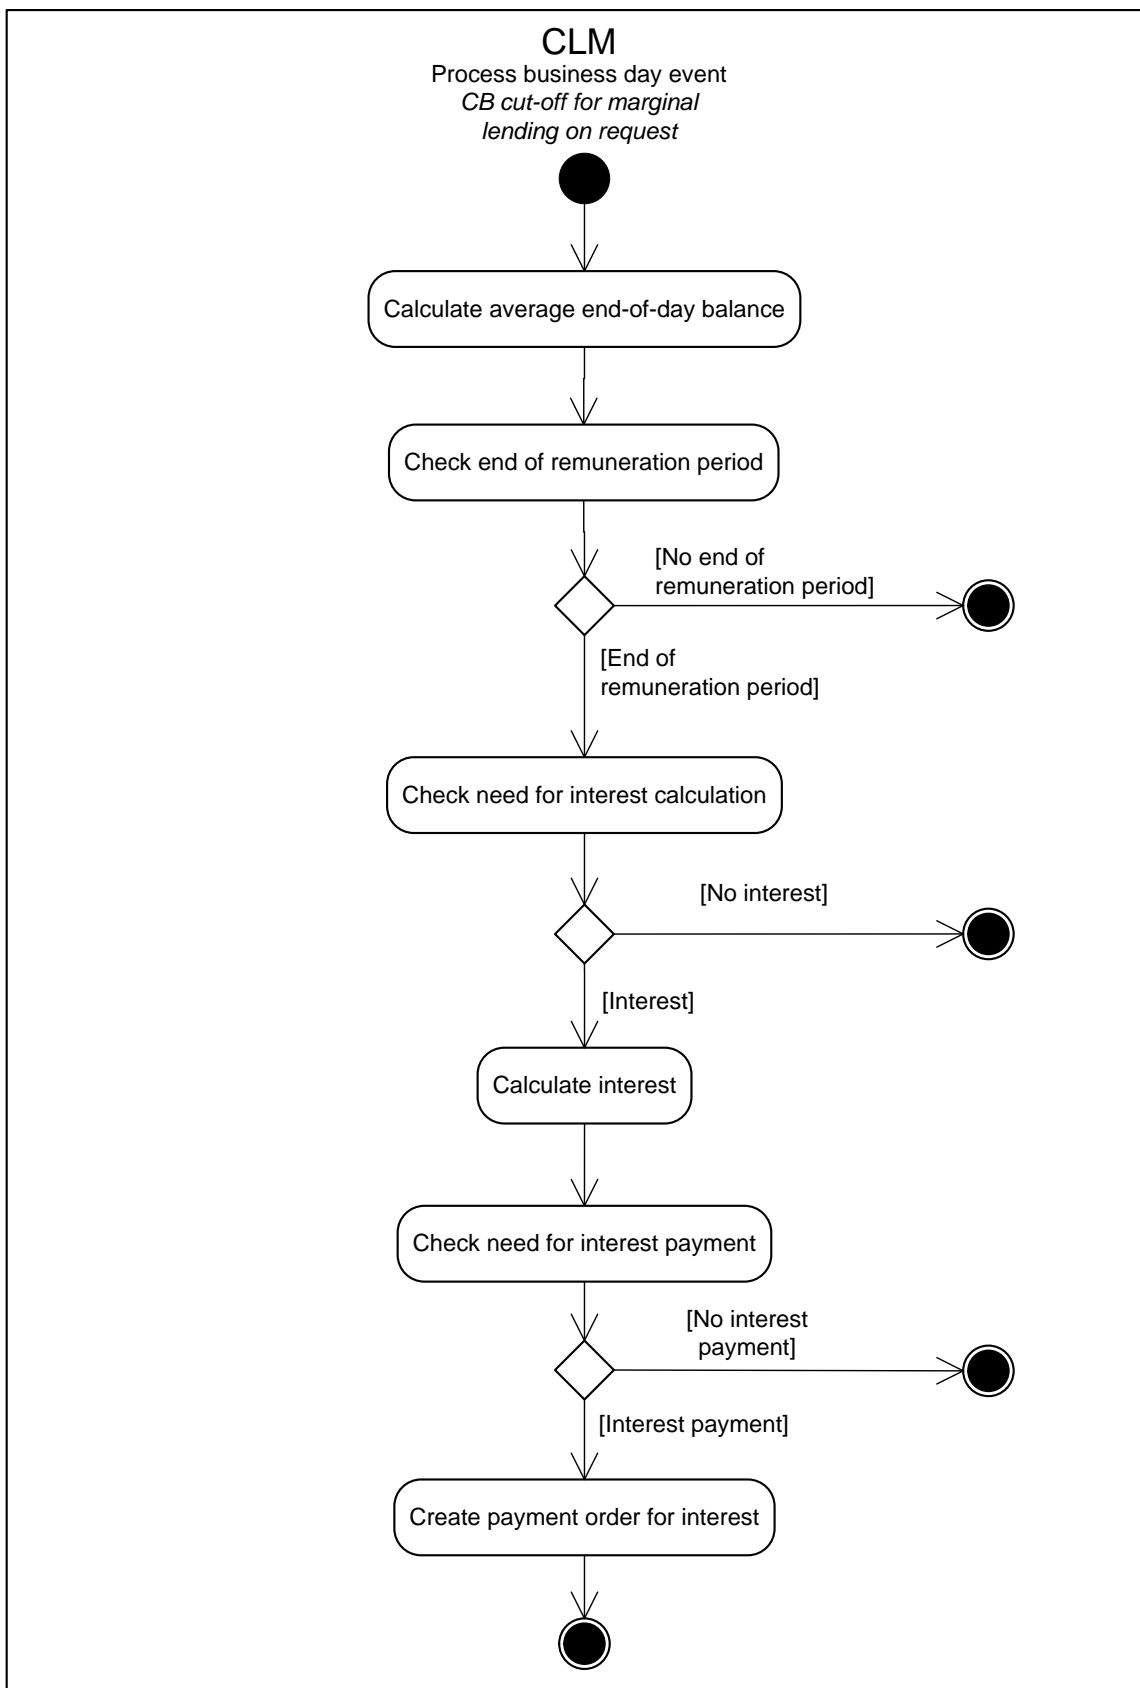 CLM
Process business day event
CB cut-off for marginal
lending on request
Calculate average end-of-day balance
Check end of remuneration period
[No end of
remuneration period]
[End of
remuneration period]
Check need for interest calculation
[No interest]
[Interest]
Calculate interest
Check need for interest payment
[No interest
payment]
[Interest payment]
Create payment order for interest